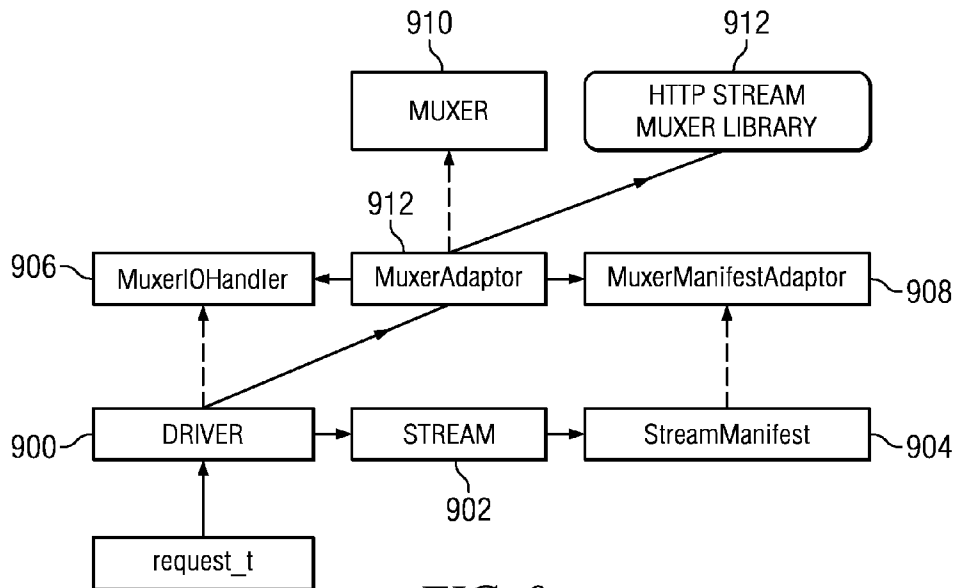 910
912
MUXER
HTTP STREAM
MUXER LIBRARY
912
906
MuxerIOHandler
MuxerAdaptor
MuxerManifestAdaptor
908
900
DRIVER
STREAM
StreamManifest
904
902
request_t